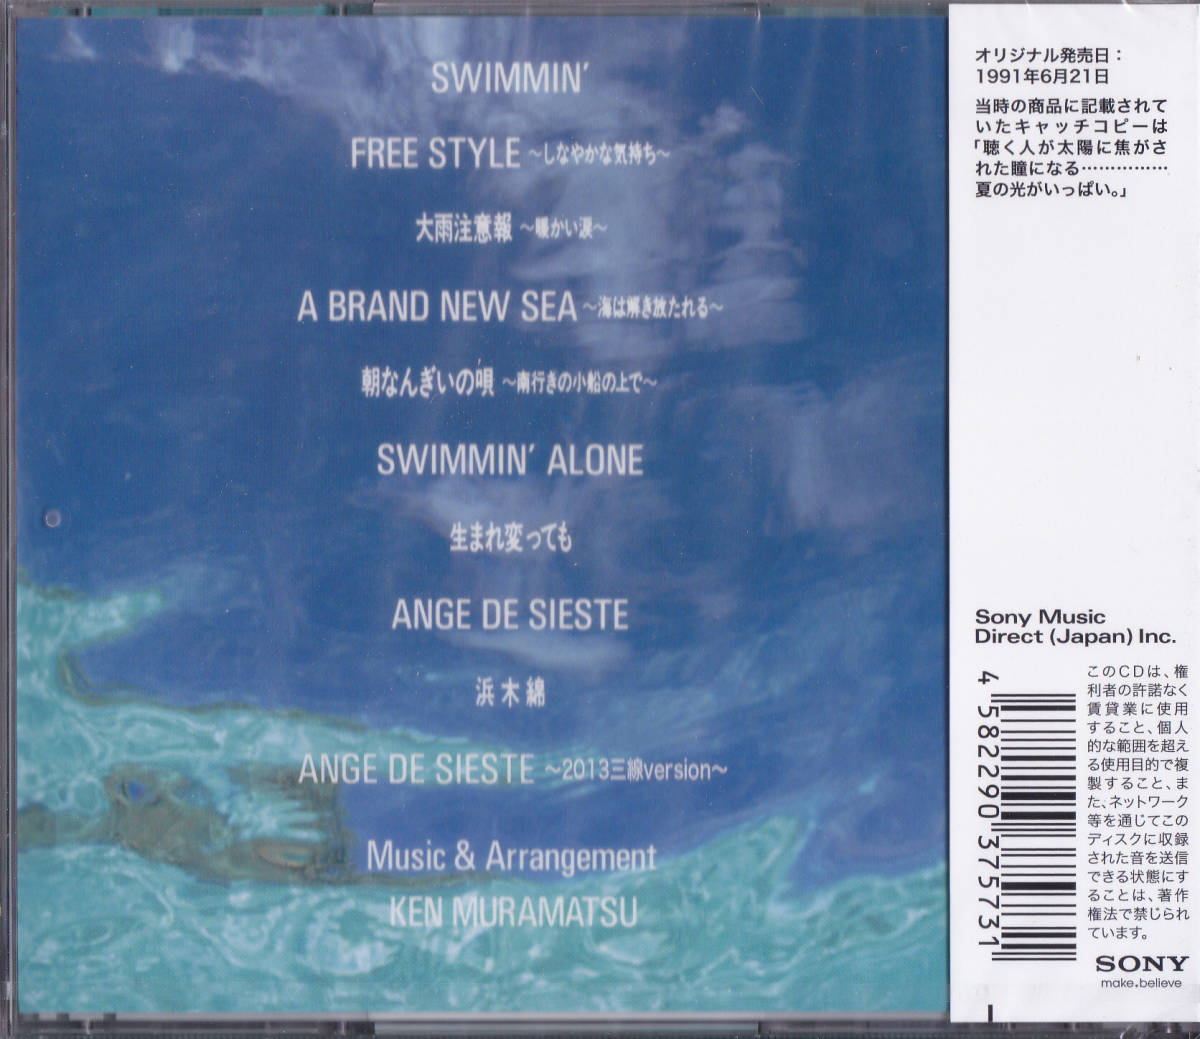 SWIMMIN'
FREE STYLE ～しなやかな気持ち～
大雨注意報 ～暖かい涙～
A BRAND NEW SEA ～海は解き放たれる～
朝なんぎいの唄 ～南行きの小船の上で～
SWIMMIN' ALONE
生まれ変っても
ANGE DE SIESTE
浜木綿
ANGE DE SIESTE ～2013三線version～
Music & Arrangement
KEN MURAMATSU
オリジナル発売日：
1991年6月21日
当時の商品に記載されて
いたキャッチコピーは
「聴く人が太陽に焦がさ
れた瞳になる……………
夏の光がいっぱい。」
Sony Music
Direct (Japan) Inc.
4 582290 375731
このCDは、権
利者の許諾なく
賃貸業に使用
すること、個人
的な範囲を超え
る使用目的で複
製すること、ま
た、ネットワーク
等を通じてこの
ディスクに収録
された音を送信
できる状態にす
ることは、著作
権法で禁じられ
ています。
SONY
make.believe